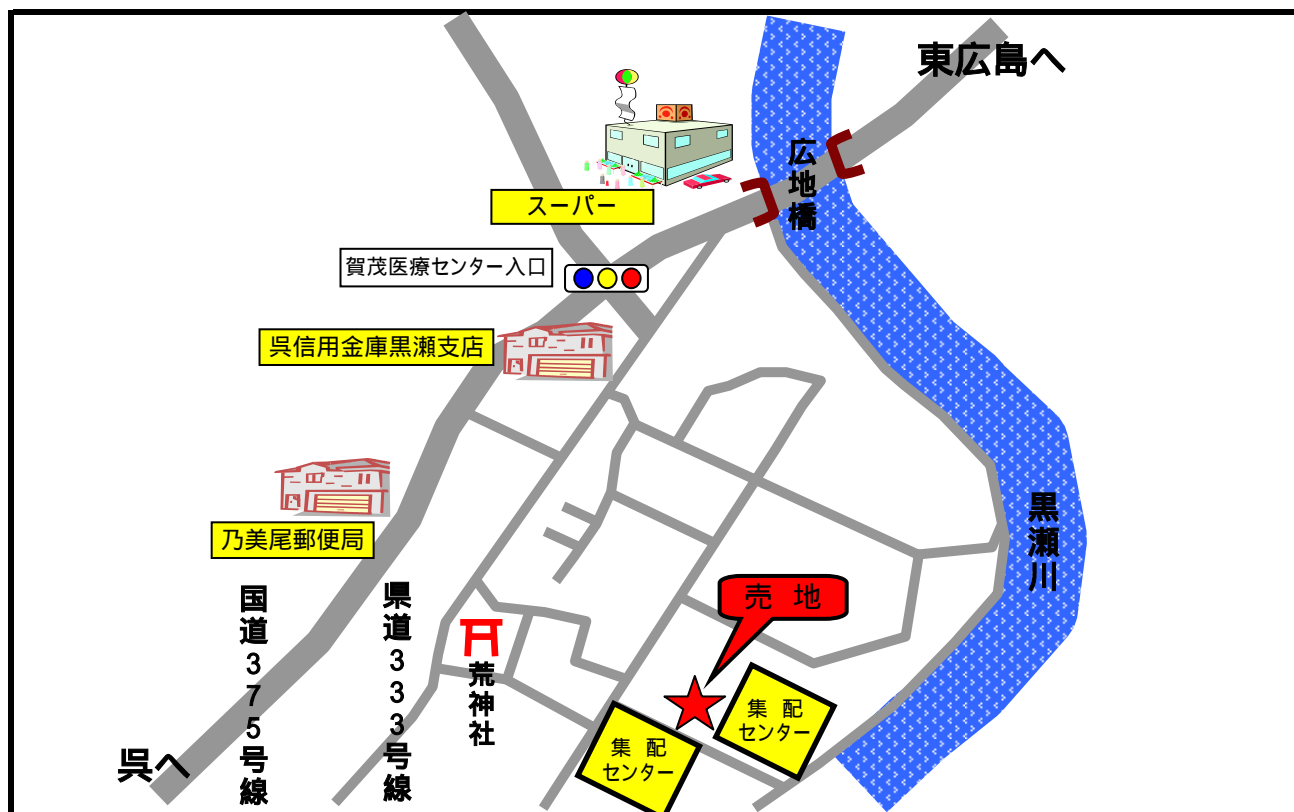 東広島へ
広地橋
スーパー
賀茂医療センター入口
呉信用金庫黒瀬支店
乃美尾郵便局
黒瀬川
売 地
国道375号線
県道333号線
荒神社
集 配
センター
集 配
センター
呉へ